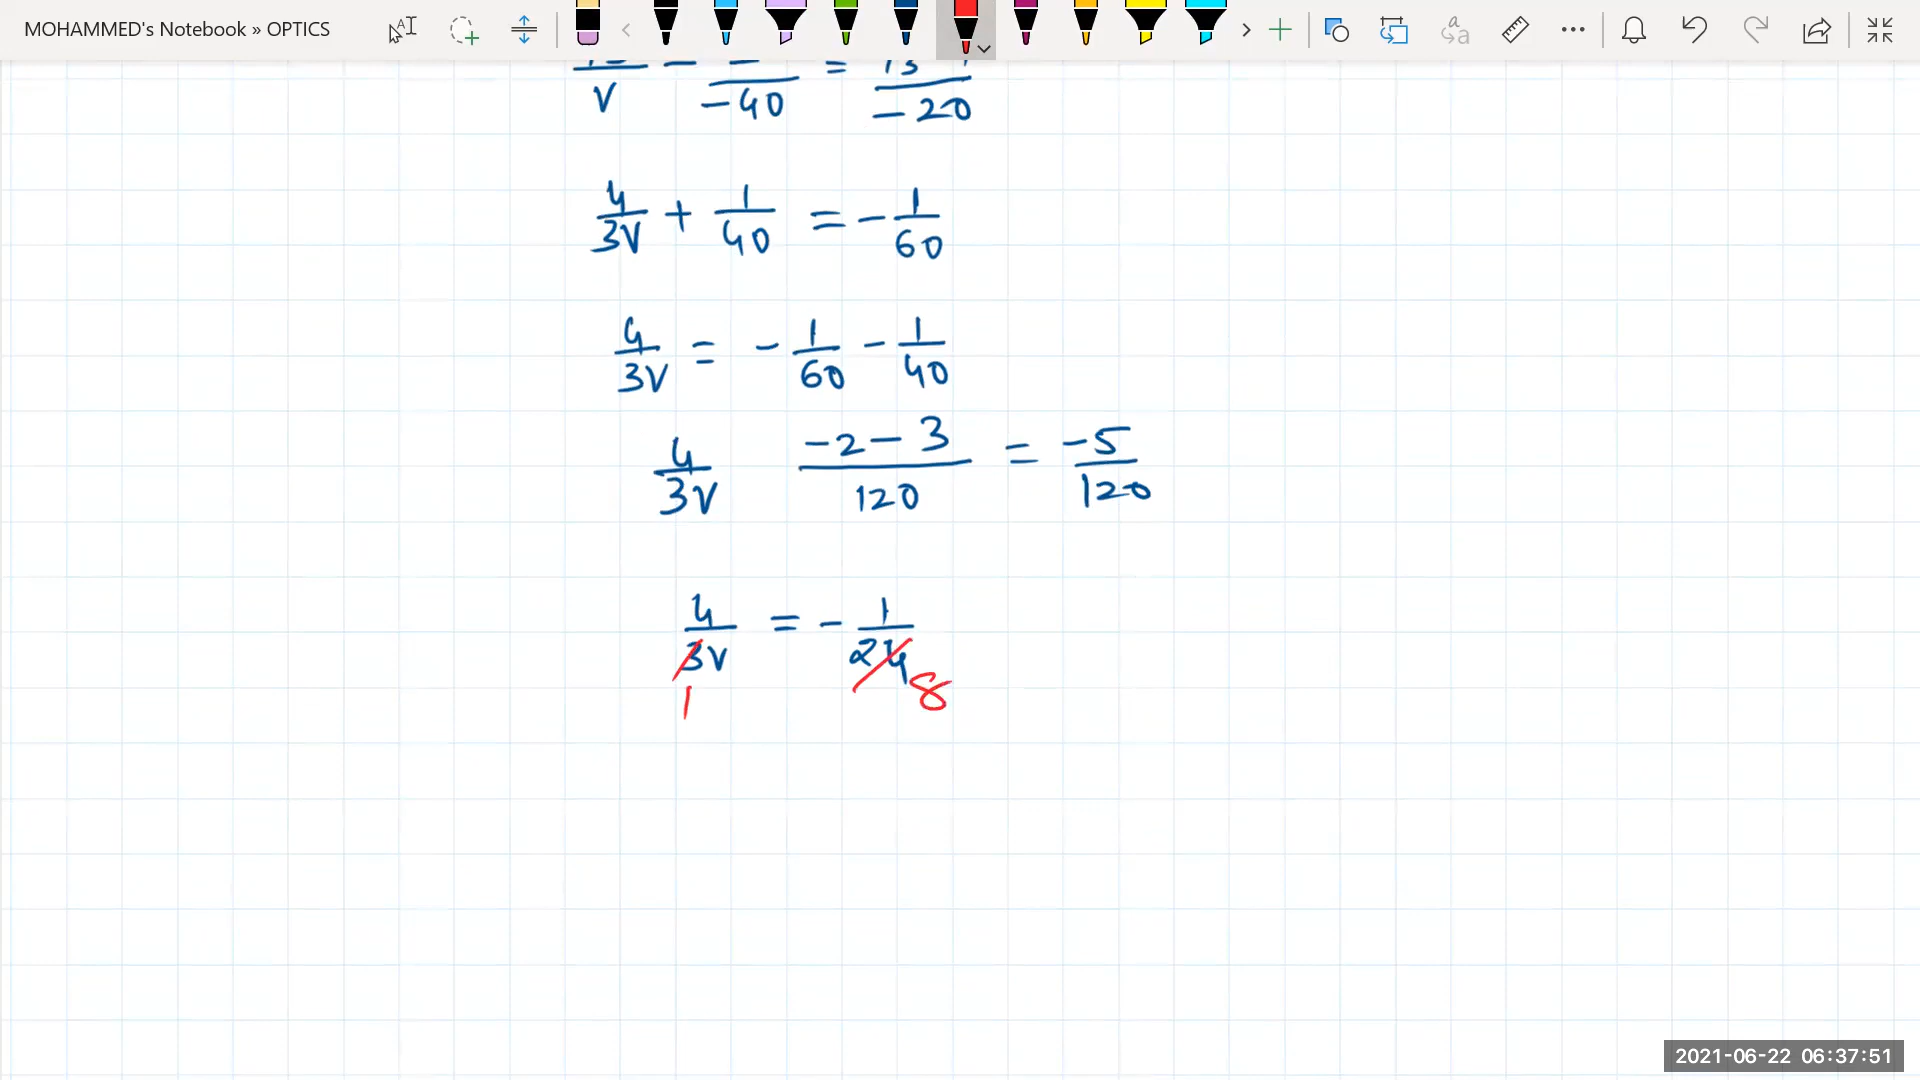 MOHAMMED's Notebook » OPTICS
V -40 = -20
4/3V + 1/40 = - 1/60
4/3V = - 1/60 - 1/40
4/3V -2-3/120 = -5/120
4/3V = - 1/24
1 8
2021-06-22 06:37:51